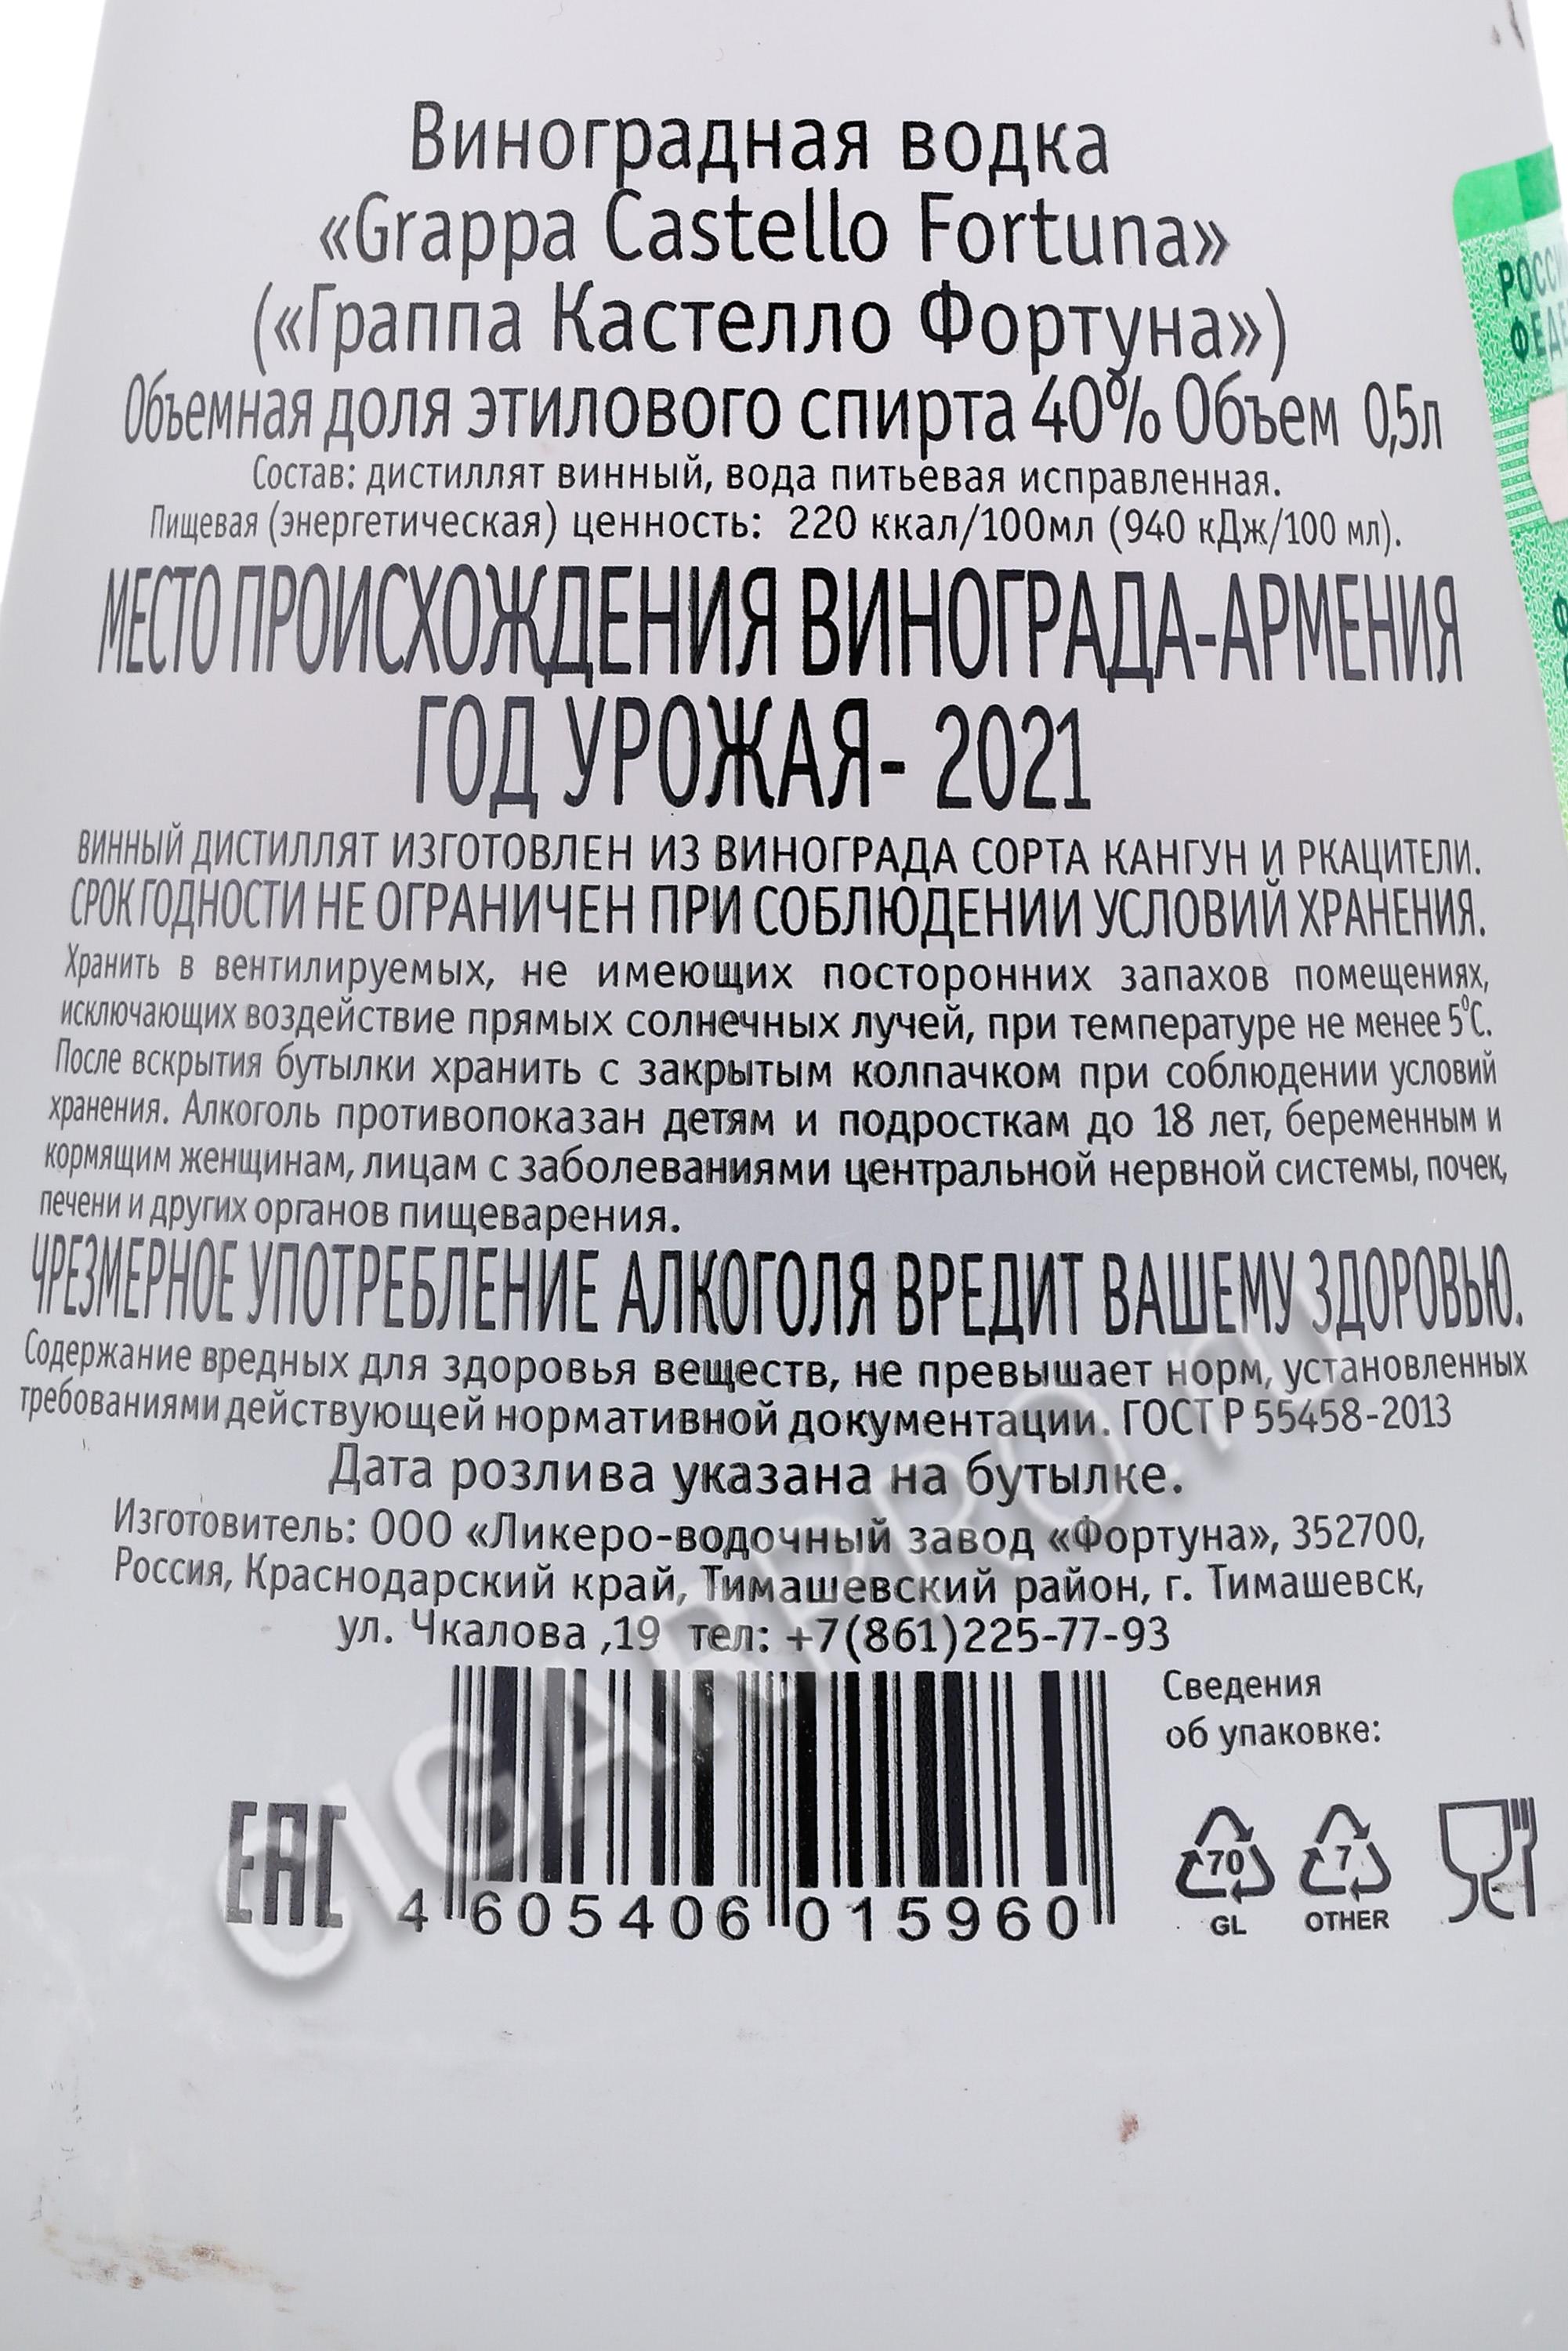 Виноградная водка
«Grappa Castello Fortuna»
(«Граппа Кастелло Фортуна»)
Объемная доля этилового спирта 40% Объем 0,5л
Состав: дистиллят винный, вода питьевая исправленная.
Пищевая (энергетическая) ценность: 220 ккал/100мл (940 кДж/100 мл).
МЕСТО ПРОИСХОЖДЕНИЯ ВИНОГРАДА-АРМЕНИЯ
ГОД УРОЖАЯ- 2021
ВИННЫЙ ДИСТИЛЛЯТ ИЗГОТОВЛЕН ИЗ ВИНОГРАДА СОРТА КАНГУН И РКАЦИТЕЛИ.
СРОК ГОДНОСТИ НЕ ОГРАНИЧЕН ПРИ СОБЛЮДЕНИИ УСЛОВИЙ ХРАНЕНИЯ.
Хранить в вентилируемых, не имеющих посторонних запахов помещениях,
исключающих воздействие прямых солнечных лучей, при температуре не менее 5°С.
После вскрытия бутылки хранить с закрытым колпачком при соблюдении условий
хранения. Алкоголь противопоказан детям и подросткам до 18 лет, беременным и
кормящим женщинам, лицам с заболеваниями центральной нервной системы, почек,
печени и других органов пищеварения.
ЧРЕЗМЕРНОЕ УПОТРЕБЛЕНИЕ АЛКОГОЛЯ ВРЕДИТ ВАШЕМУ ЗДОРОВЬЮ.
Содержание вредных для здоровья веществ, не превышает норм, установленных
требованиями действующей нормативной документации. ГОСТ Р 55458-2013
Дата розлива указана на бутылке.
Изготовитель: ООО «Ликеро-водочный завод «Фортуна», 352700,
Россия, Краснодарский край, Тимашевский район, г. Тимашевск,
ул. Чкалова ,19 тел: +7(861)225-77-93
Сведения
об упаковке:
EAC
4 605406 015960
70
GL
7
OTHER
CIGARPRO.ru